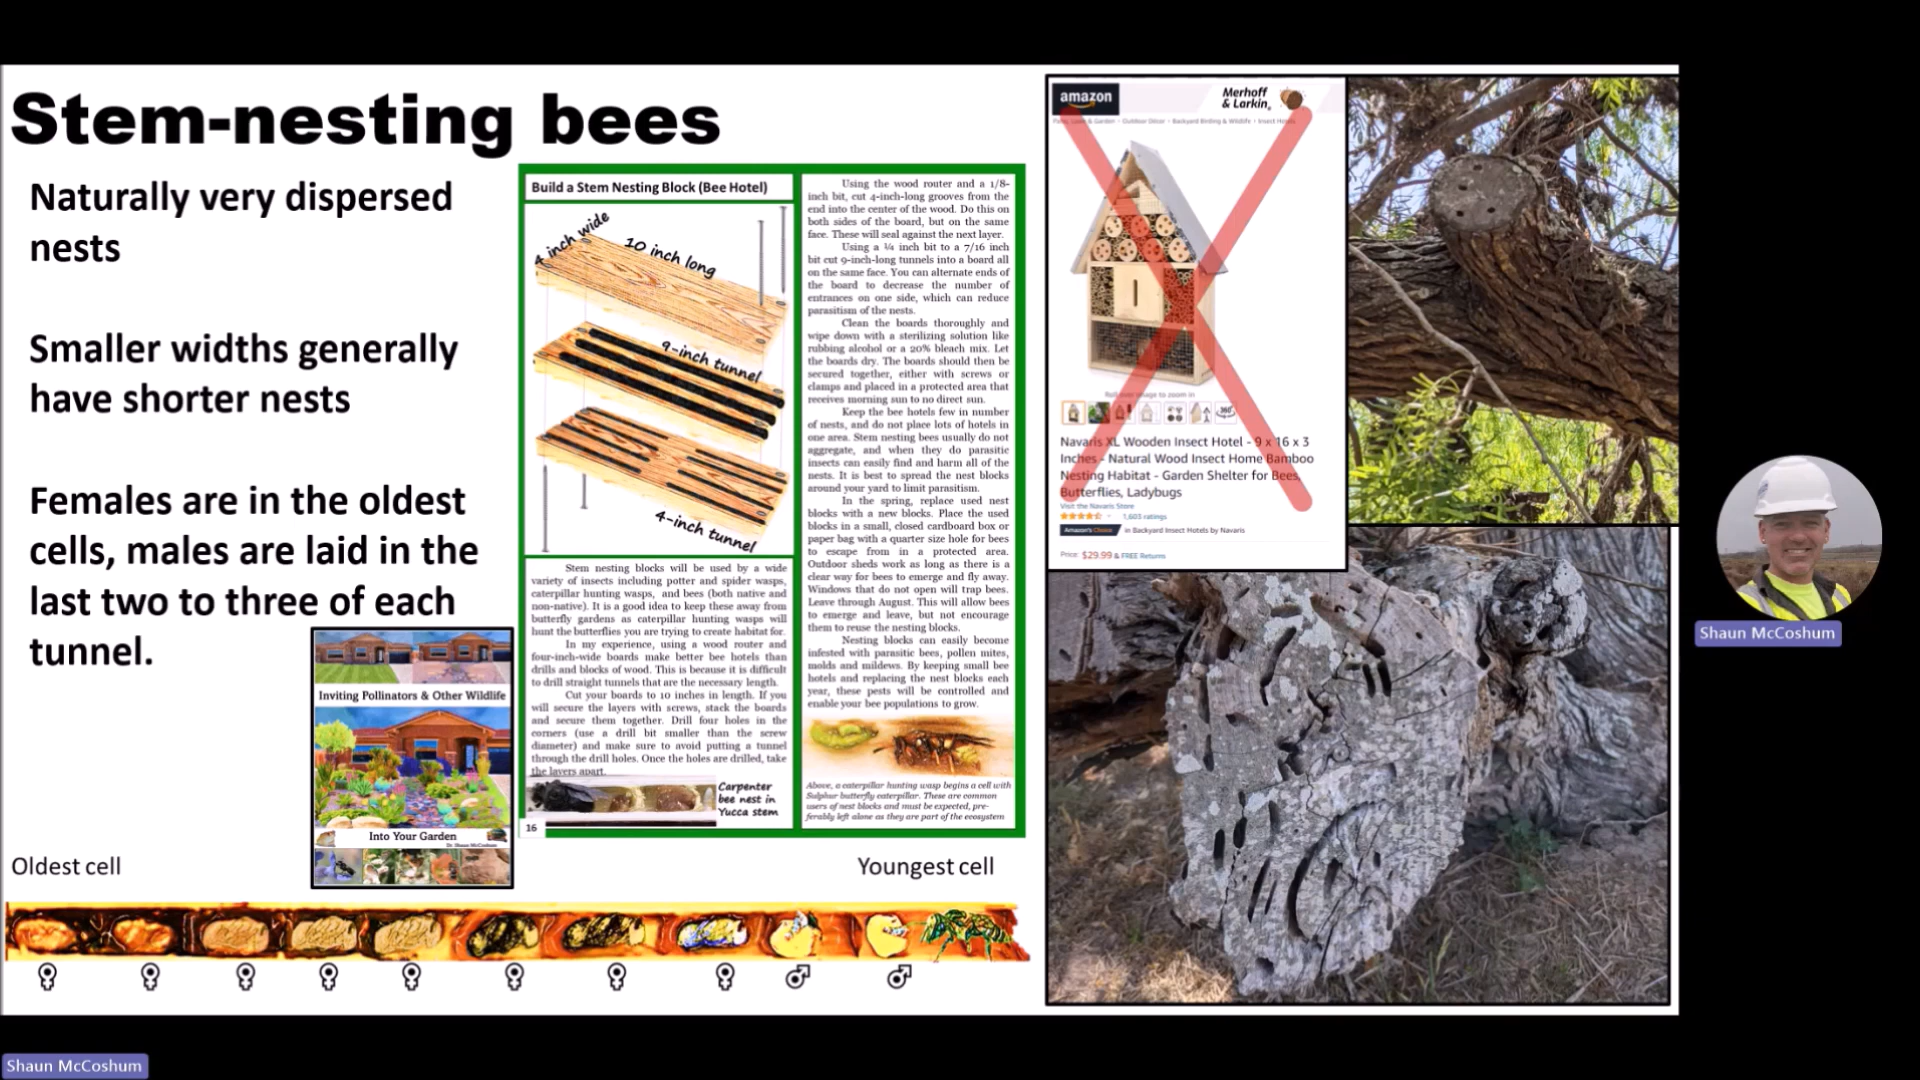 Stem-nesting bees
Naturally very dispersed
nests
Smaller widths generally
have shorter nests
Females are in the oldest
cells, males are laid in the
last two to three of each
tunnel.
Inviting Pollinators & Other Wildlife
Into Your Garden
Dr. Shaun McCoshum
Build a Stem Nesting Block (Bee Hotel)
4 inch wide
10 inch long
9-inch tunnel
4-inch tunnel
Stem nesting blocks will be used by a wide
variety of insects including potter and spider wasps,
caterpillar hunting wasps, and bees (both native and
non-native). It is a good idea to keep these away from
butterfly gardens as caterpillar hunting wasps will
hunt the butterflies you are trying to create habitat for.
In my experience, using a wood router and
four-inch-wide boards make better bee hotels than
drills and blocks of wood. This is because it is difficult
to drill straight tunnels that are the necessary length.
Cut your boards to 10 inches in length. If you
will secure the layers with screws, stack the boards
and secure them together. Drill four holes in the
corners (use a drill bit smaller than the screw
diameter) and make sure to avoid putting a tunnel
through the drill holes. Once the holes are drilled, take
the layers apart.
Carpenter
bee nest in
Yucca stem
16
Using the wood router and a 1/8-
inch bit, cut 4-inch-long grooves from the
end into the center of the wood. Do this on
both sides of the board, but on the same
face. These will seal against the next layer.
Using a ¼ inch bit to a 7/16 inch
bit cut 9-inch-long tunnels into a board all
on the same face. You can alternate ends of
the board to decrease the number of
entrances on one side, which can reduce
parasitism of the nests.
Clean the boards thoroughly and
wipe down with a sterilizing solution like
rubbing alcohol or a 20% bleach mix. Let
the boards dry. The boards should then be
secured together, either with screws or
clamps and placed in a protected area that
receives morning sun to no direct sun.
Keep the bee hotels few in number
of nests, and do not place lots of hotels in
one area. Stem nesting bees usually do not
aggregate, and when they do parasitic
insects can easily find and harm all of the
nests. It is best to spread the nest blocks
around your yard to limit parasitism.
In the spring, replace used nest
blocks with a new blocks. Place the used
blocks in a small, closed cardboard box or
paper bag with a quarter size hole for bees
to escape from in a protected area.
Outdoor sheds work as long as there is a
clear way for bees to emerge and fly away.
Windows that do not open will trap bees.
Leave through August. This will allow bees
to emerge and leave, but not encourage
them to reuse the nesting blocks.
Nesting blocks can easily become
infested with parasitic bees, pollen mites,
molds and mildews. By keeping small bee
hotels and replacing the nest blocks each
year, these pests will be controlled and
enable your bee populations to grow.
Above, a caterpillar hunting wasp begins a cell with
Sulphur butterfly caterpillar. These are common
users of nest blocks and must be expected, pre-
ferably left alone as they are part of the ecosystem
amazon
Merhoff
& Larkin
Lawn & Garden › Outdoor Décor › Backyard Birding & Wildlife › Insect Hotels
Roll over image to zoom in
360°
Navaris XL Wooden Insect Hotel - 9 x 16 x 3
Inches - Natural Wood Insect Home Bamboo
Nesting Habitat - Garden Shelter for Bees,
Butterflies, Ladybugs
Visit the Navaris Store
1,603 ratings
Amazon's Choice in Backyard Insect Hotels by Navaris
Price: $29.99 & FREE Returns
Oldest cell
Youngest cell
♀ ♀ ♀ ♀ ♀ ♀ ♀ ♀ ♂ ♂
Shaun McCoshum
Shaun McCoshum